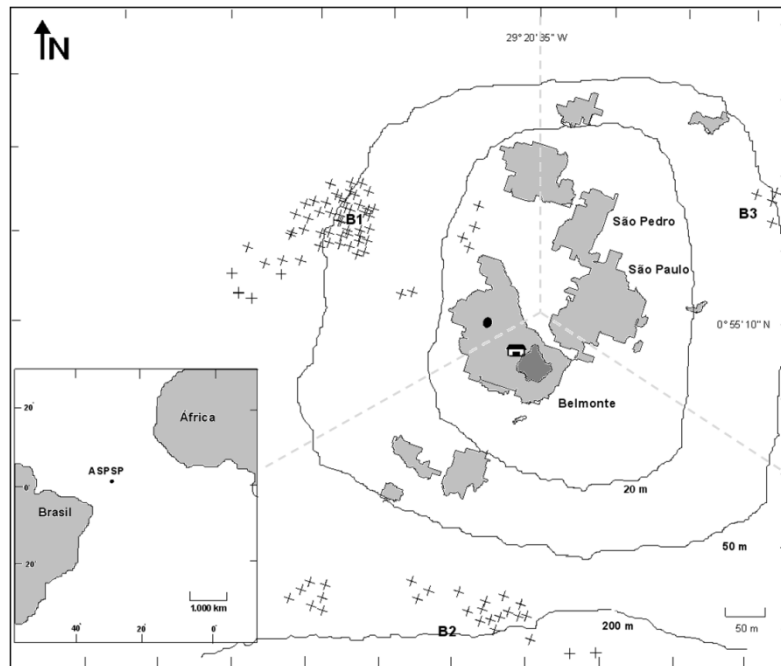 N
29° 20' 35" W
B1
B3
São Pedro
São Paulo
0° 55' 10" N
Belmonte
20 m
50 m
B2
200 m
50 m
20°
0°
20°
África
ASPSP
Brasil
1.000 km
40°
20°
0°